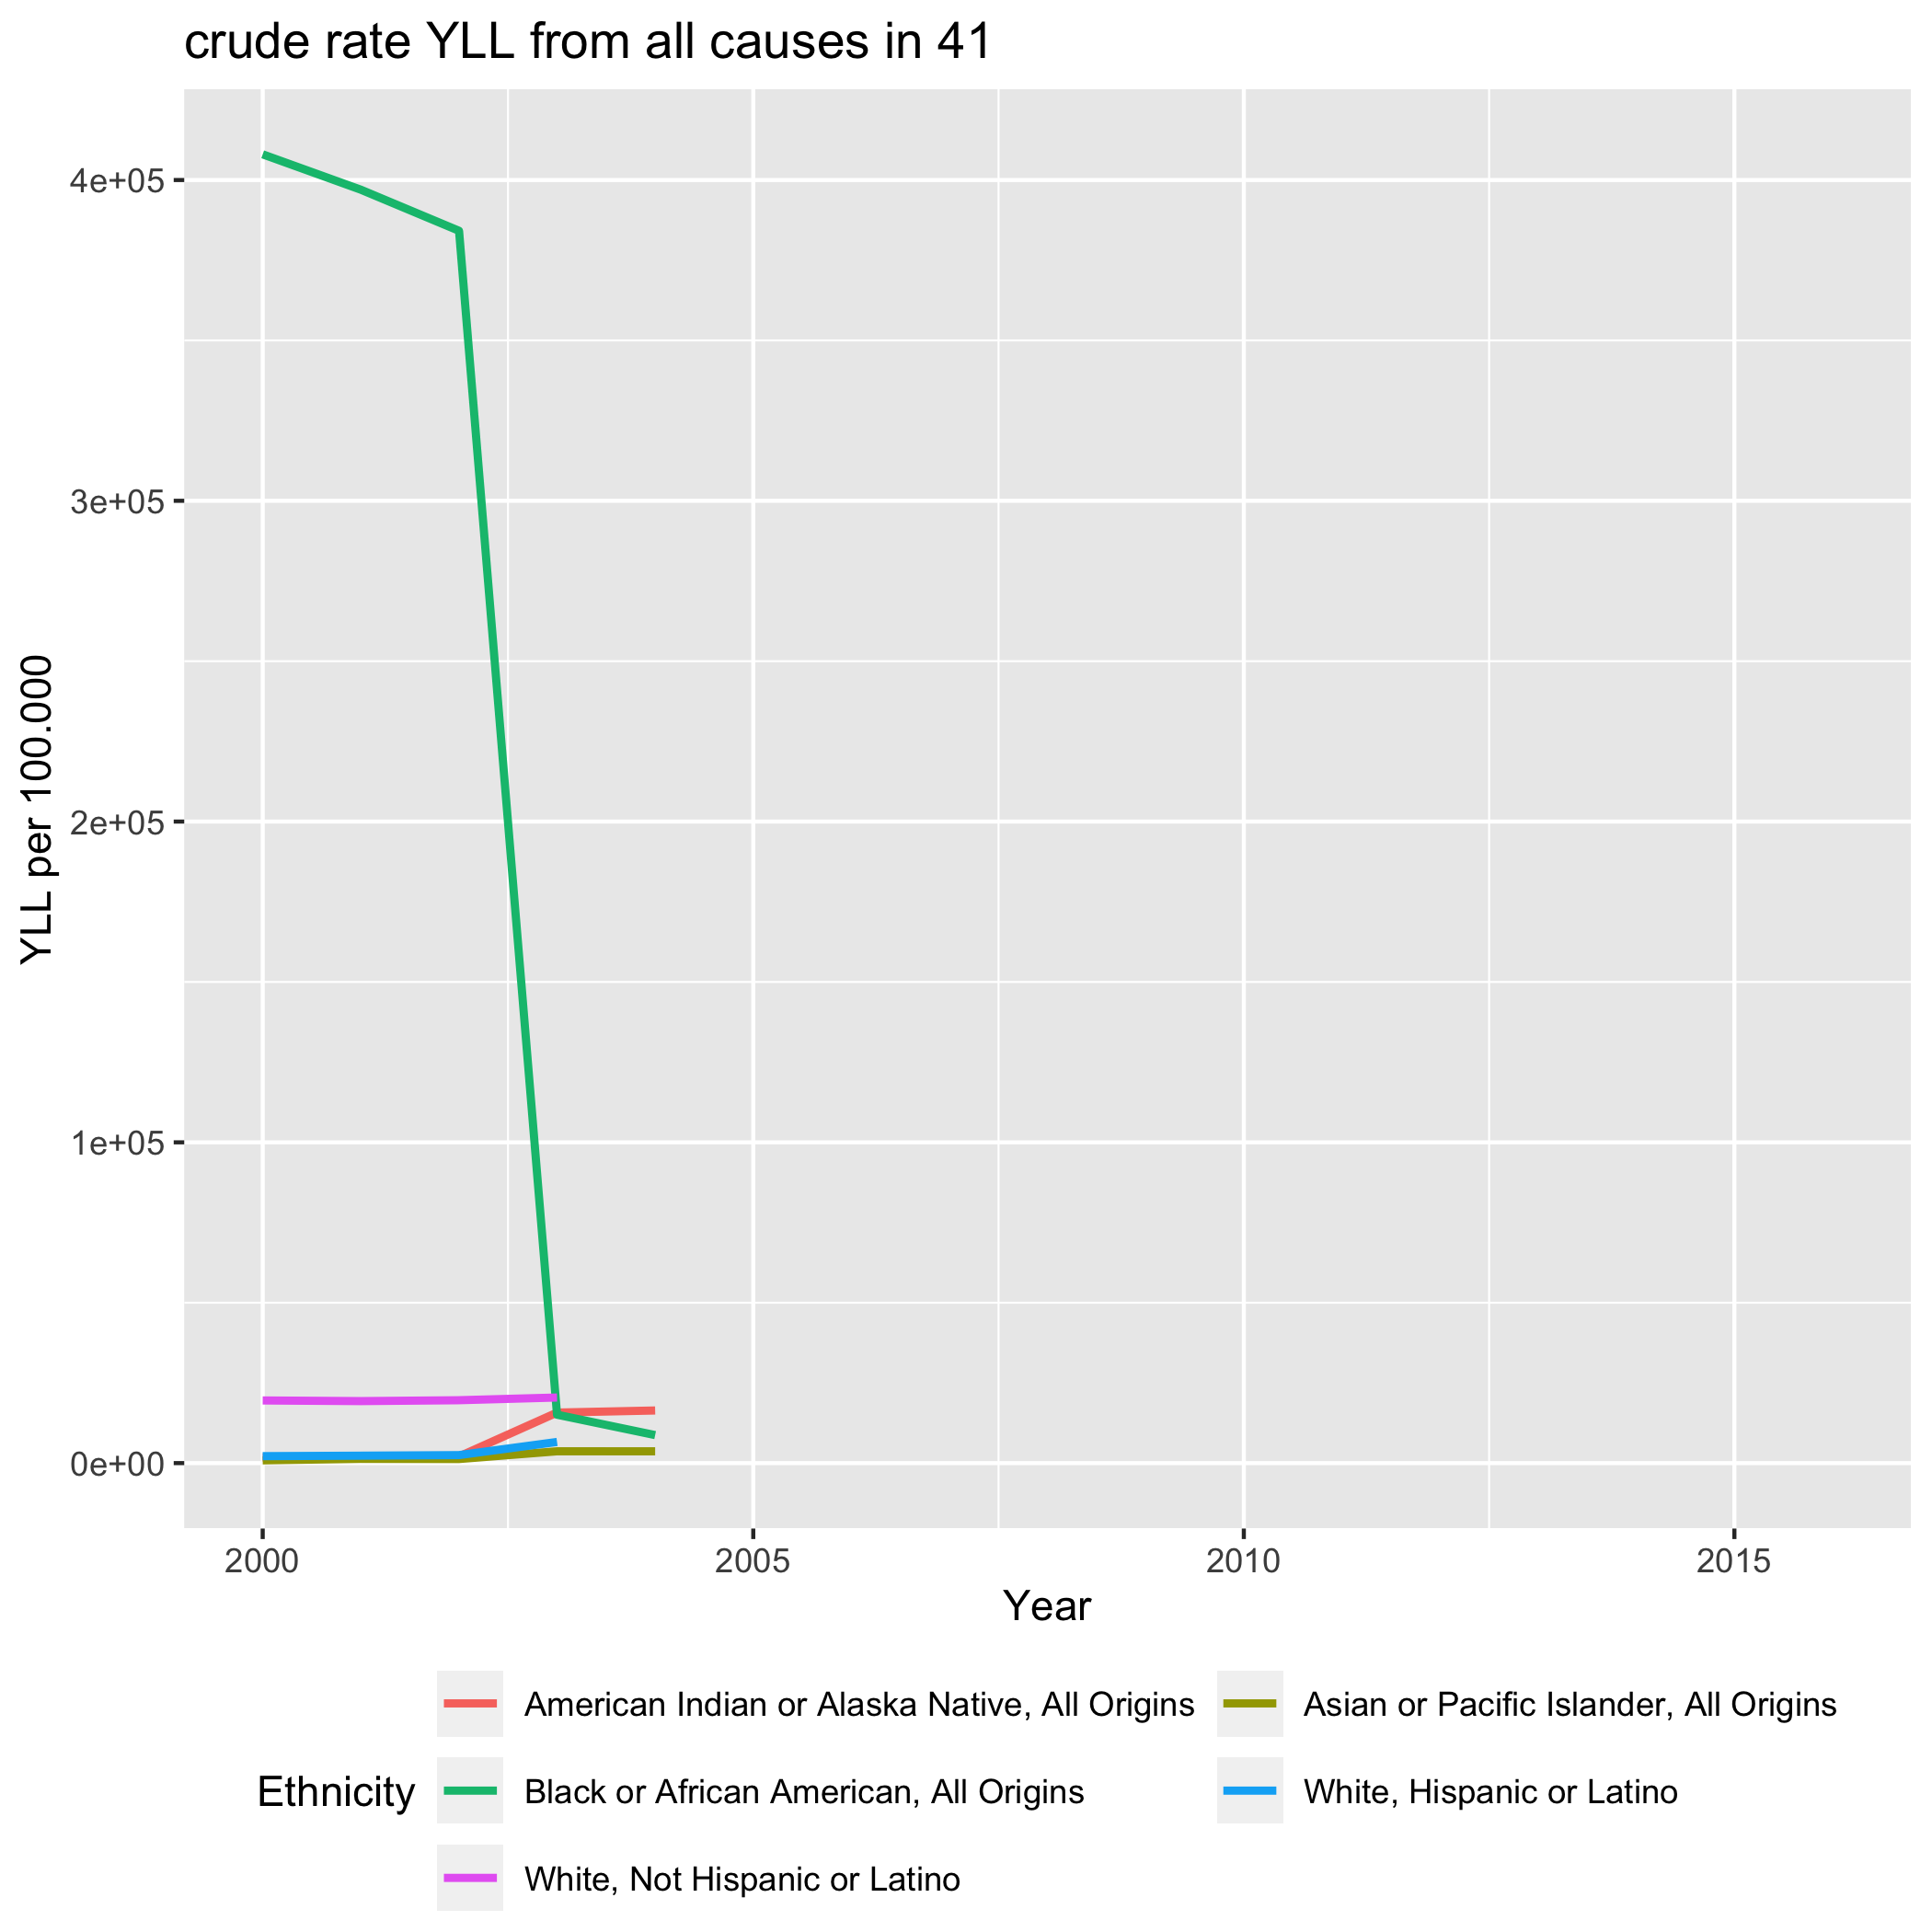 crude rate YLL from all causes in 41
YLL per 100.000
4e+05
3e+05
2e+05
1e+05
0e+00
2000 2005 2010 2015
Year
Ethnicity
American Indian or Alaska Native, All Origins
Asian or Pacific Islander, All Origins
Black or African American, All Origins
White, Hispanic or Latino
White, Not Hispanic or Latino